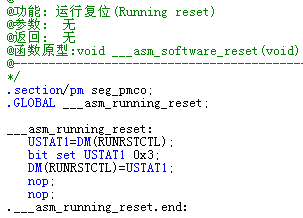 @功能: 运行复位(Running reset)
@参数: 无
@返回: 无
@函数原型:void ___asm_software_reset(void)
@----------------------------------------
*/
.section/pm seg_pmco;
.GLOBAL ___asm_running_reset;
___asm_running_reset:
USTAT1=DM(RUNRSTCTL);
bit set USTAT1 0x3;
DM(RUNRSTCTL)=USTAT1;
nop;
nop;
.___asm_running_reset.end: